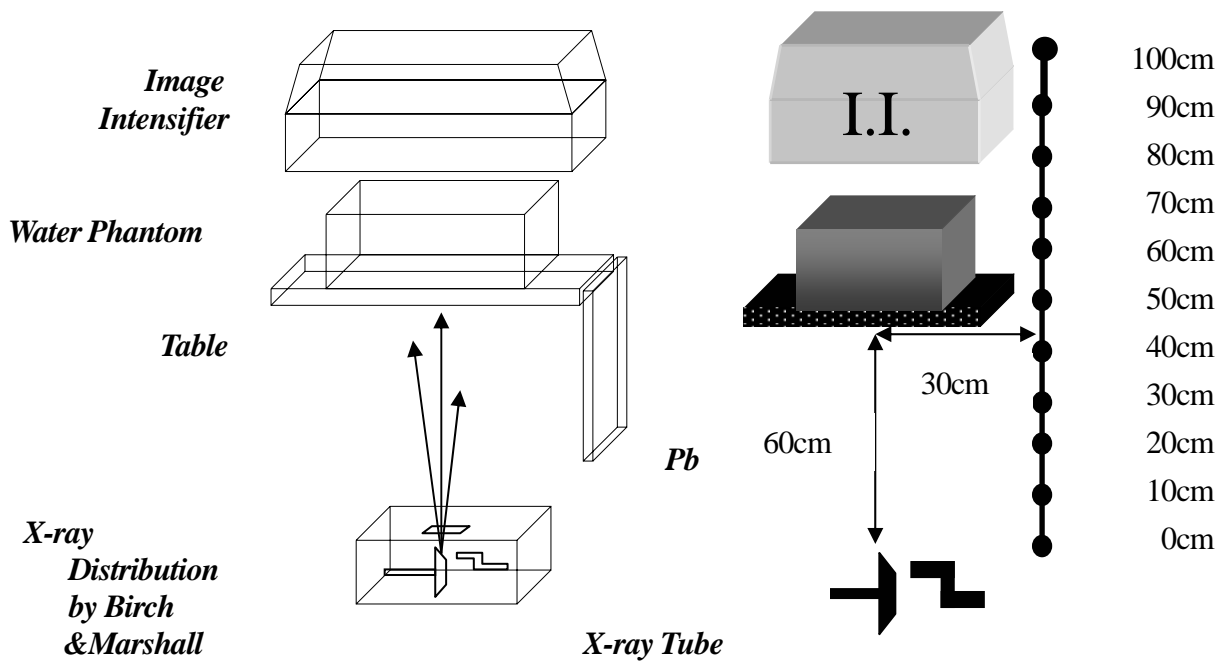 Image
Intensifier
Water Phantom
Table
Pb
X-ray
Distribution
by Birch
&Marshall
X-ray Tube
I.I.
30cm
60cm
100cm
90cm
80cm
70cm
60cm
50cm
40cm
30cm
20cm
10cm
0cm